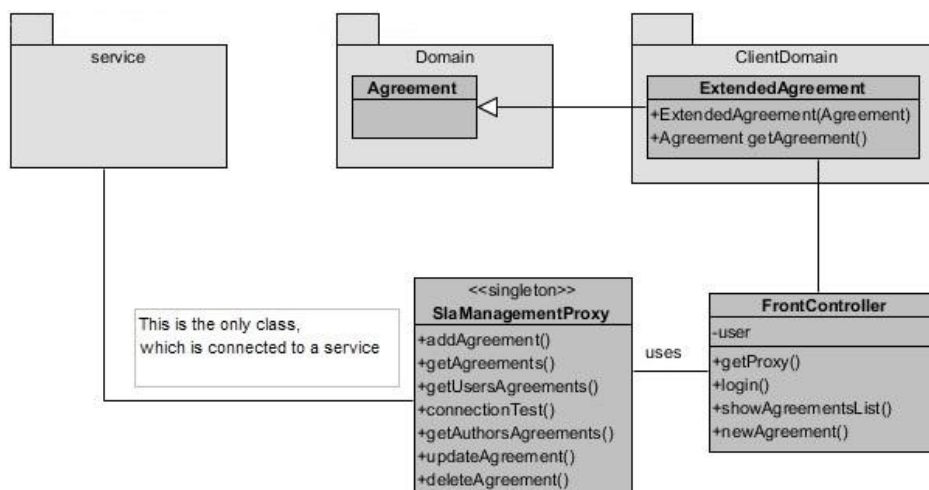 service
Domain
Agreement
ClientDomain
ExtendedAgreement
+ExtendedAgreement(Agreement)
+Agreement getAgreement()
This is the only class,
which is connected to a service
<<singleton>>
SlaManagementProxy
+addAgreement()
+getAgreements()
+getUsersAgreements()
+connectionTest()
+getAuthorsAgreements()
+updateAgreement()
+deleteAgreement()
uses
FrontController
-user
+getProxy()
+login()
+showAgreementsList()
+newAgreement()